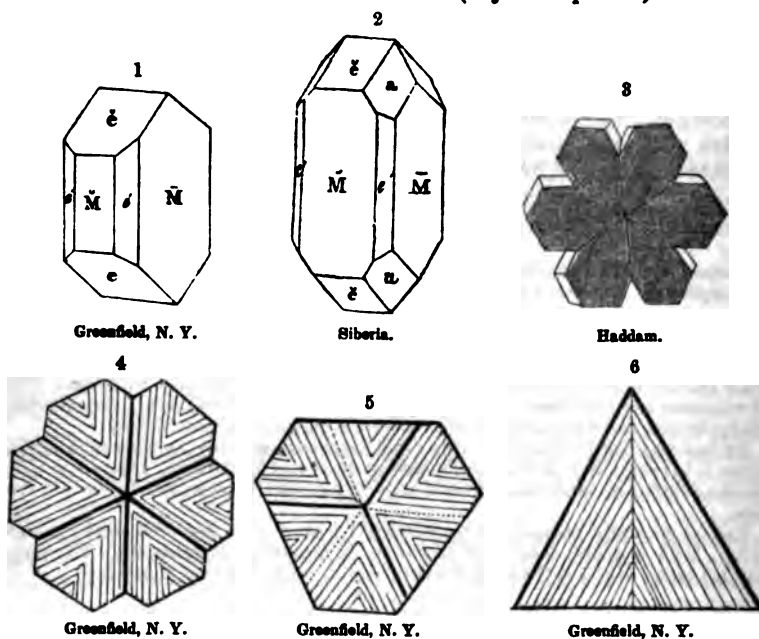 2
1
3
ĕ
a
ĕ
e'
M̆
e'
M̄
e'
M̆
e'
M̄
e
ĕ
a
Greenfield, N. Y.
Siberia.
Haddam.
4
5
6
Greenfield, N. Y.
Greenfield, N. Y.
Greenfield, N. Y.